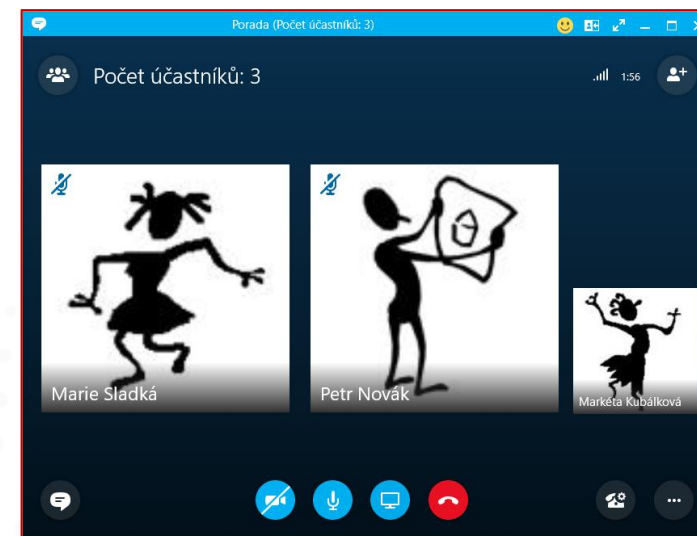 Porada (Počet účastníků: 3)
Počet účastníků: 3
1:56
Marie Sladká
Petr Novák
Markéta Kubálková